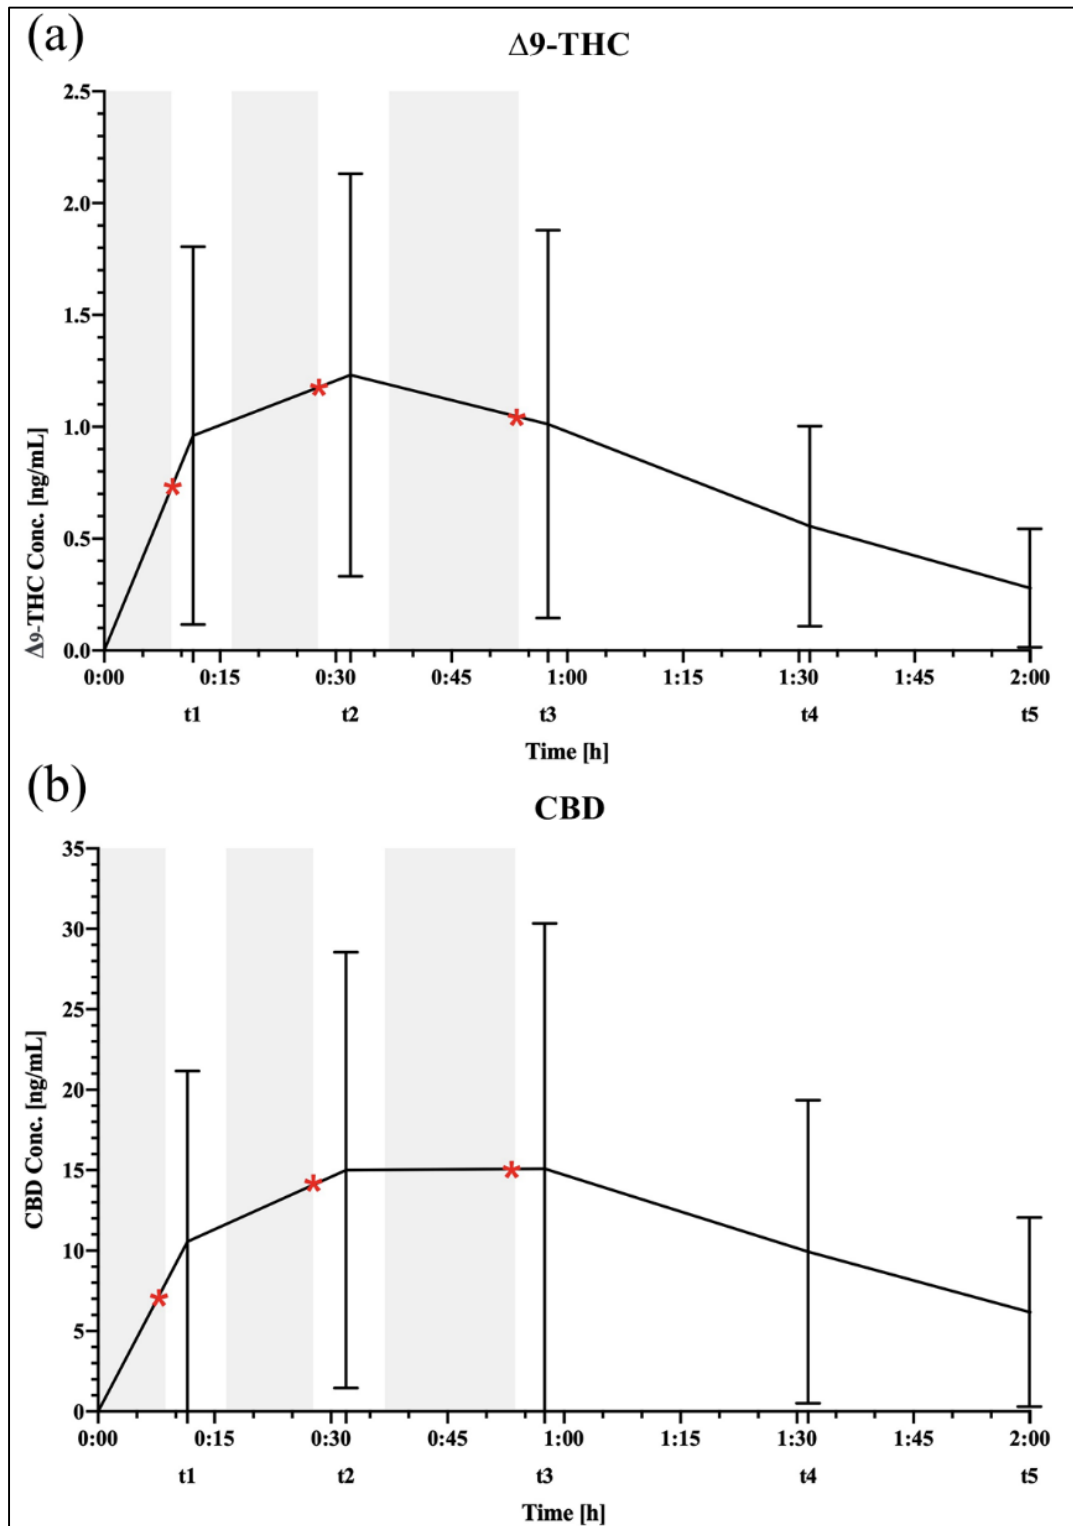 (a)
Δ9-THC
Δ9-THC Conc. [ng/mL]
2.5
2.0
1.5
1.0
0.5
0.0
0:00 0:15 0:30 0:45 1:00 1:15 1:30 1:45 2:00
t1 t2 t3 t4 t5
Time [h]
(b)
CBD
CBD Conc. [ng/mL]
35
30
25
20
15
10
5
0
0:00 0:15 0:30 0:45 1:00 1:15 1:30 1:45 2:00
t1 t2 t3 t4 t5
Time [h]